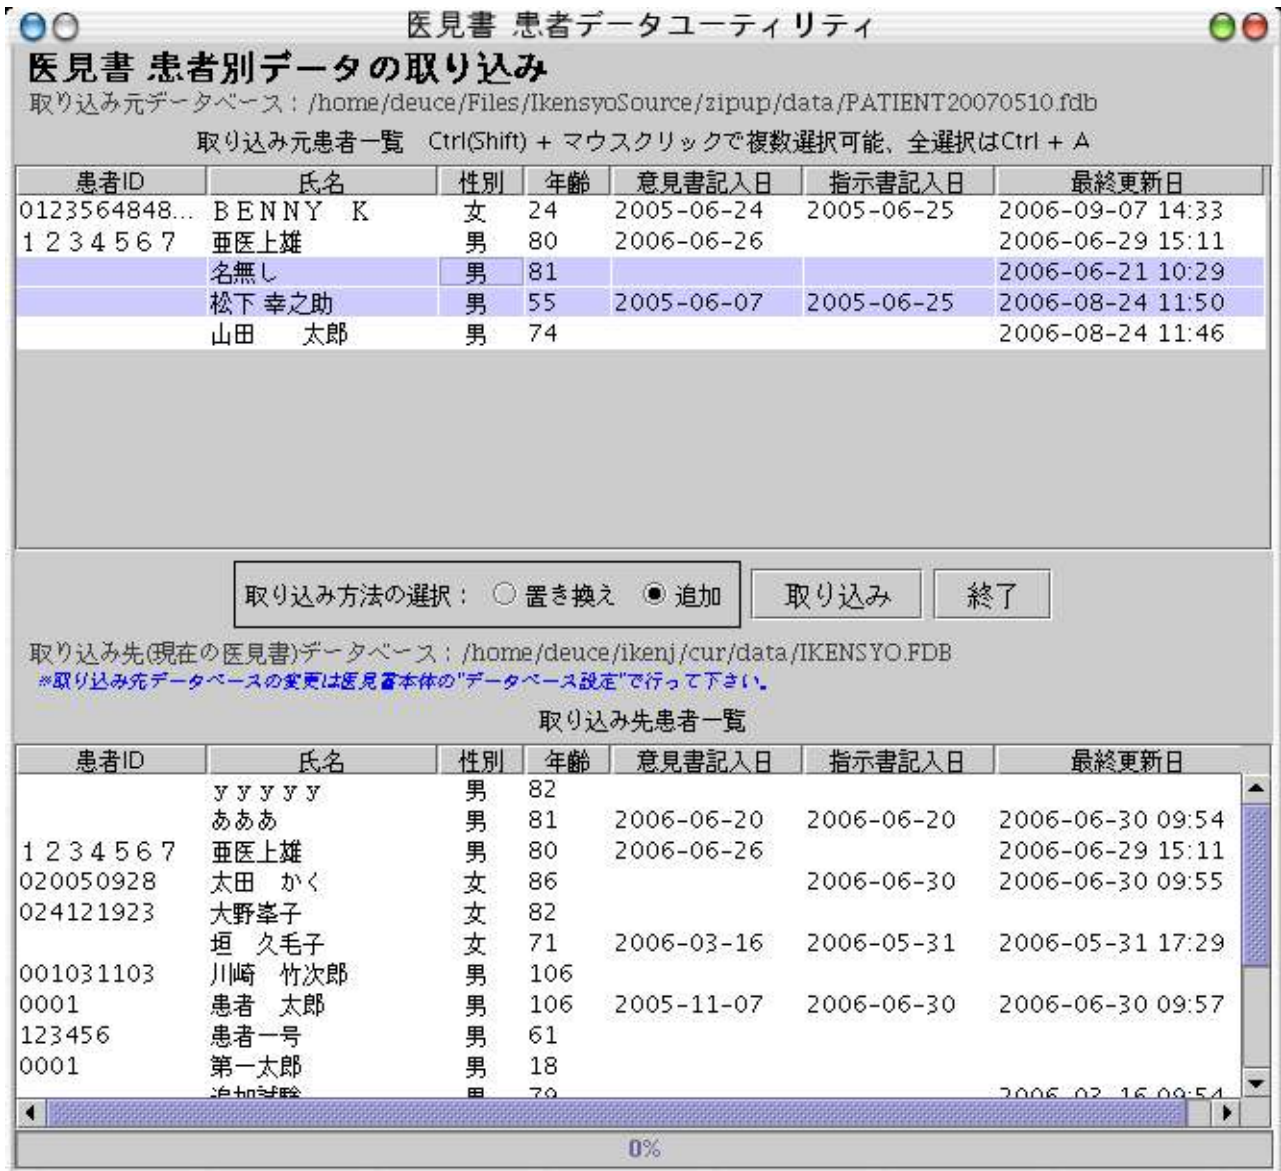 医見書 患者データユーティリティ
医見書 患者別データの取り込み
取り込み元データベース：/home/deuce/Files/IkensyoSource/zipup/data/PATIENT20070510.fdb
取り込み元患者一覧　Ctrl(Shift) + マウスクリックで複数選択可能、全選択はCtrl + A
患者ID 氏名 性別 年齢 意見書記入日 指示書記入日 最終更新日
0123564848... ＢＥＮＮＹ　Ｋ 女 24 2005-06-24 2005-06-25 2006-09-07 14:33
１２３４５６７ 亜医上雄 男 80 2006-06-26 2006-06-29 15:11
名無し 男 81 2006-06-21 10:29
松下 幸之助 男 55 2005-06-07 2005-06-25 2006-08-24 11:50
山田　太郎 男 74 2006-08-24 11:46
取り込み方法の選択： 置き換え 追加 取り込み 終了
取り込み先(現在の医見書)データベース：/home/deuce/ikenj/cur/data/IKENSYO.FDB
※取り込み先データベースの変更は医見書本体の"データベース設定"で行って下さい。
取り込み先患者一覧
患者ID 氏名 性別 年齢 意見書記入日 指示書記入日 最終更新日
ｙｙｙｙｙ 男 82
あああ 男 81 2006-06-20 2006-06-20 2006-06-30 09:54
１２３４５６７ 亜医上雄 男 80 2006-06-26 2006-06-29 15:11
020050928 太田　かく 女 86 2006-06-30 2006-06-30 09:55
024121923 大野峯子 女 82
垣　久毛子 女 71 2006-03-16 2006-05-31 2006-05-31 17:29
001031103 川崎　竹次郎 男 106
0001 患者　太郎 男 106 2005-11-07 2006-06-30 2006-06-30 09:57
123456 患者一号 男 61
0001 第一太郎 男 18
追加試験 男 79 2006-03-16 09:54
0%